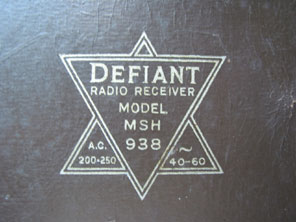 DEFIANT
RADIO RECEIVER
MODEL
MSH
938
A.C.
200-250
~
40-60